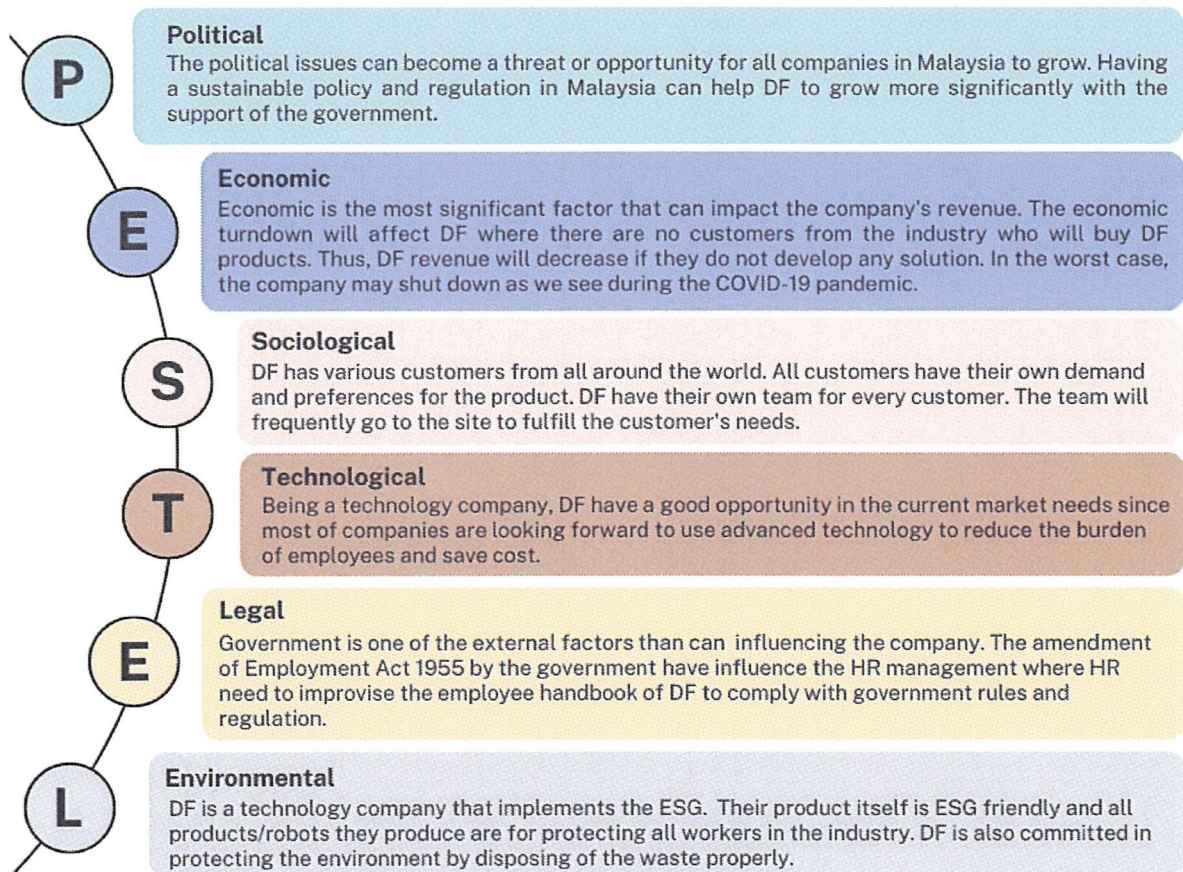 P
Political
The political issues can become a threat or opportunity for all companies in Malaysia to grow. Having
a sustainable policy and regulation in Malaysia can help DF to grow more significantly with the
support of the government.
E
Economic
Economic is the most significant factor that can impact the company's revenue. The economic
turndown will affect DF where there are no customers from the industry who will buy DF
products. Thus, DF revenue will decrease if they do not develop any solution. In the worst case,
the company may shut down as we see during the COVID-19 pandemic.
S
Sociological
DF has various customers from all around the world. All customers have their own demand
and preferences for the product. DF have their own team for every customer. The team will
frequently go to the site to fulfill the customer's needs.
T
Technological
Being a technology company, DF have a good opportunity in the current market needs since
most of companies are looking forward to use advanced technology to reduce the burden
of employees and save cost.
E
Legal
Government is one of the external factors than can influencing the company. The amendment
of Employment Act 1955 by the government have influence the HR management where HR
need to improvise the employee handbook of DF to comply with government rules and
regulation.
L
Environmental
DF is a technology company that implements the ESG. Their product itself is ESG friendly and all
products/robots they produce are for protecting all workers in the industry. DF is also committed in
protecting the environment by disposing of the waste properly.